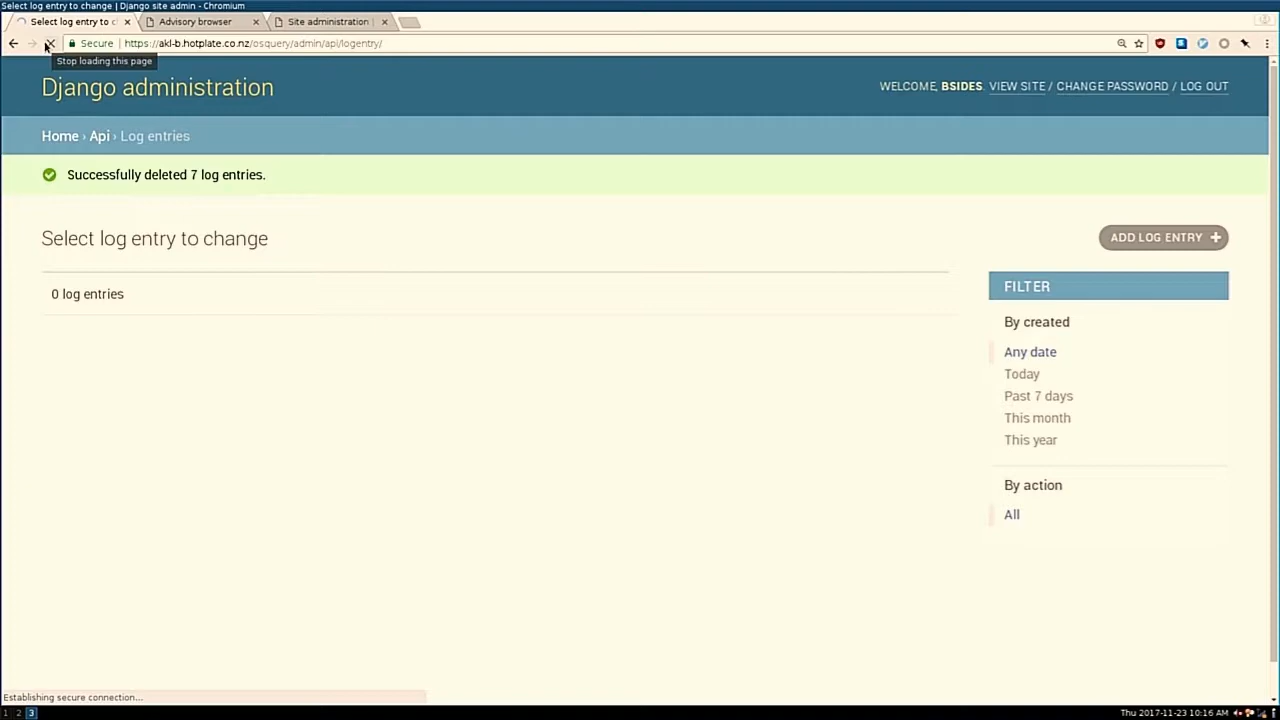 Select log entry to change | Django site admin - Chromium
Select log entry to c
Advisory browser
Site administration |
Secure
https://akl-b.hotplate.co.nz/osquery/admin/api/logentry/
Stop loading this page
Django administration
WELCOME, BSIDES. VIEW SITE / CHANGE PASSWORD / LOG OUT
Home › Api › Log entries
Successfully deleted 7 log entries.
Select log entry to change
ADD LOG ENTRY +
0 log entries
FILTER
By created
Any date
Today
Past 7 days
This month
This year
By action
All
Establishing secure connection...
1 2 3
Thu 2017-11-23 10:16 AM